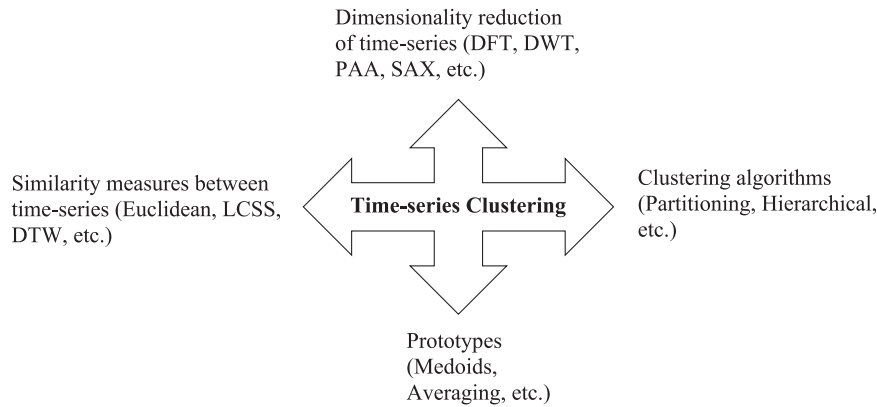 Dimensionality reduction
of time-series (DFT, DWT,
PAA, SAX, etc.)
Similarity measures between
time-series (Euclidean, LCSS,
DTW, etc.)
Time-series Clustering
Clustering algorithms
(Partitioning, Hierarchical,
etc.)
Prototypes
(Medoids,
Averaging, etc.)